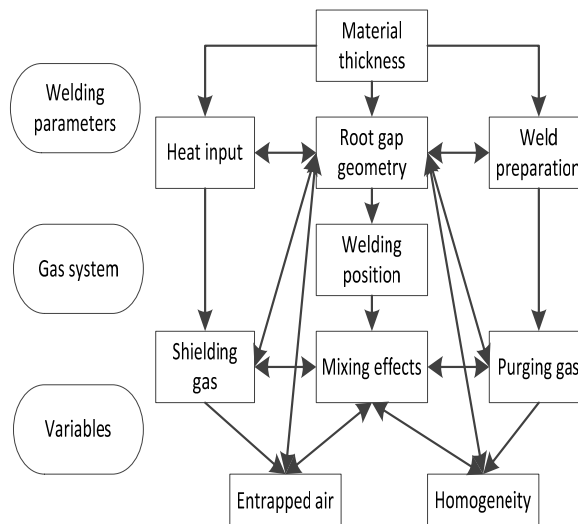 Material
thickness
Welding
parameters
Heat input
Root gap
geometry
Weld
preparation
Gas system
Welding
position
Shielding
gas
Mixing effects
Purging gas
Variables
Entrapped air
Homogeneity